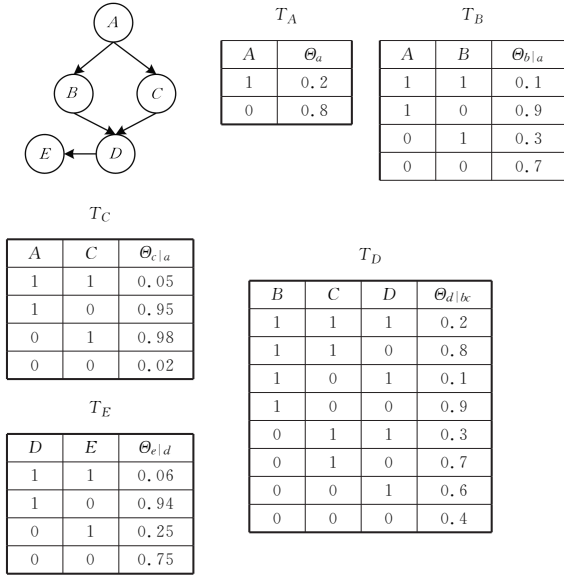 A
B
C
E
D
T_A
A Θ_a
1 0.2
0 0.8
T_B
A B Θ_{b|a}
1 1 0.1
1 0 0.9
0 1 0.3
0 0 0.7
T_C
A C Θ_{c|a}
1 1 0.05
1 0 0.95
0 1 0.98
0 0 0.02
T_D
B C D Θ_{d|bc}
1 1 1 0.2
1 1 0 0.8
1 0 1 0.1
1 0 0 0.9
0 1 1 0.3
0 1 0 0.7
0 0 1 0.6
0 0 0 0.4
T_E
D E Θ_{e|d}
1 1 0.06
1 0 0.94
0 1 0.25
0 0 0.75